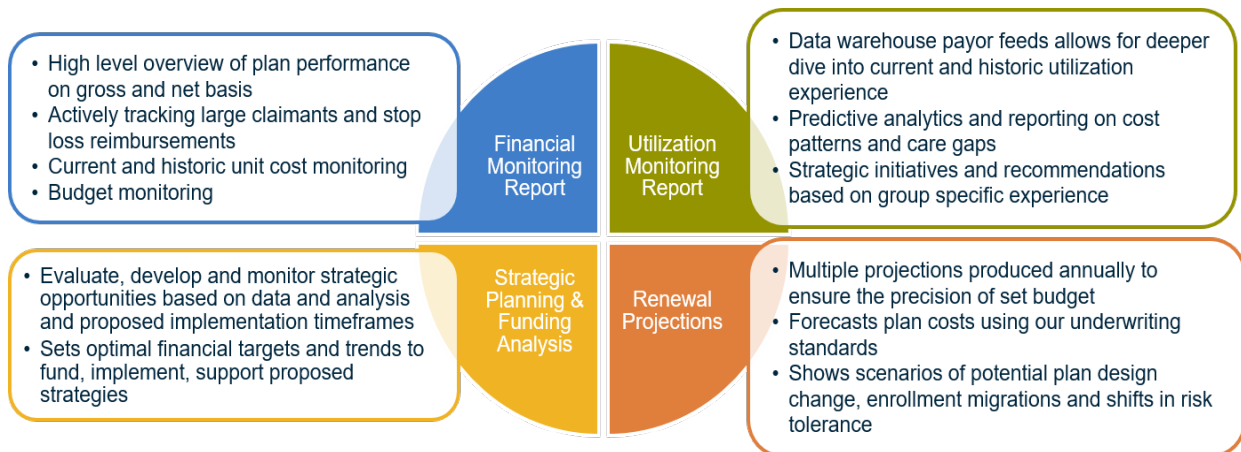 • High level overview of plan performance
on gross and net basis
• Actively tracking large claimants and stop
loss reimbursements
• Current and historic unit cost monitoring
• Budget monitoring
Financial
Monitoring
Report
Utilization
Monitoring
Report
• Data warehouse payor feeds allows for deeper
dive into current and historic utilization
experience
• Predictive analytics and reporting on cost
patterns and care gaps
• Strategic initiatives and recommendations
based on group specific experience
• Evaluate, develop and monitor strategic
opportunities based on data and analysis
and proposed implementation timeframes
• Sets optimal financial targets and trends to
fund, implement, support proposed
strategies
Strategic
Planning &
Funding
Analysis
Renewal
Projections
• Multiple projections produced annually to
ensure the precision of set budget
• Forecasts plan costs using our underwriting
standards
• Shows scenarios of potential plan design
change, enrollment migrations and shifts in risk
tolerance